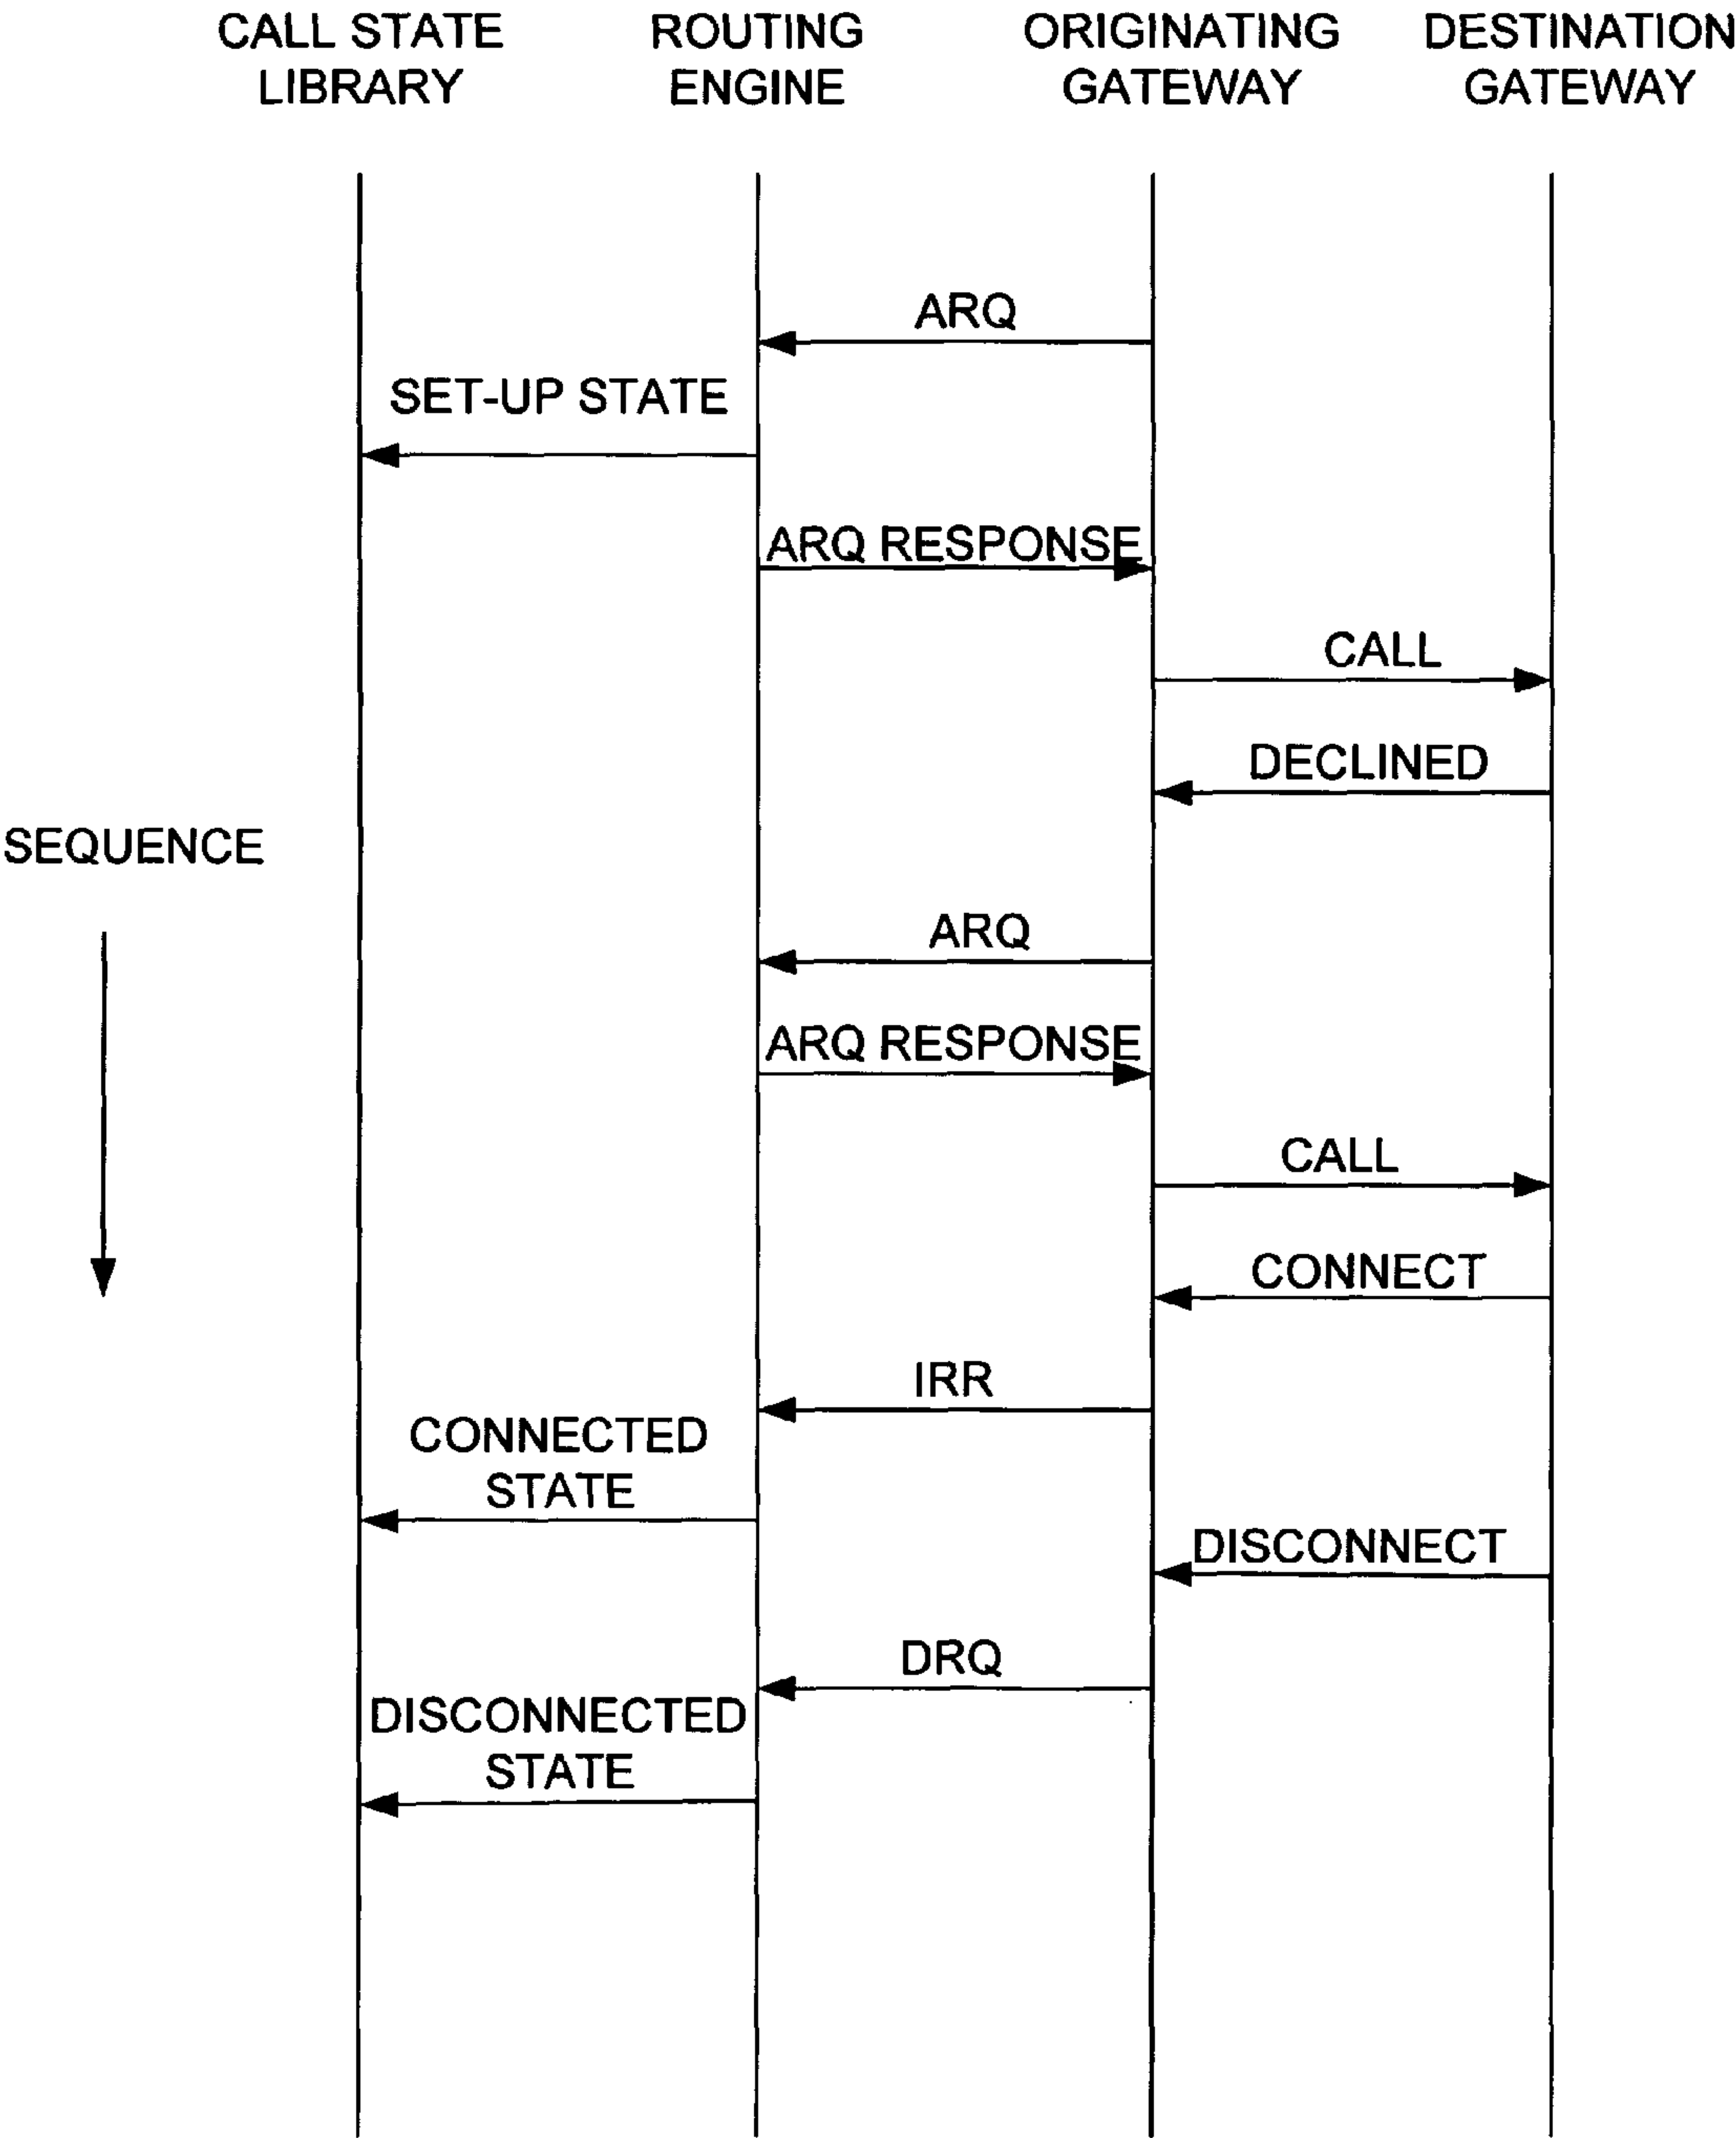 CALL STATE
LIBRARY
ROUTING
ENGINE
ORIGINATING
GATEWAY
DESTINATION
GATEWAY
ARQ
SET-UP STATE
ARQ RESPONSE
CALL
DECLINED
SEQUENCE
ARQ
ARQ RESPONSE
CALL
CONNECT
IRR
CONNECTED
STATE
DISCONNECT
DRQ
DISCONNECTED
STATE